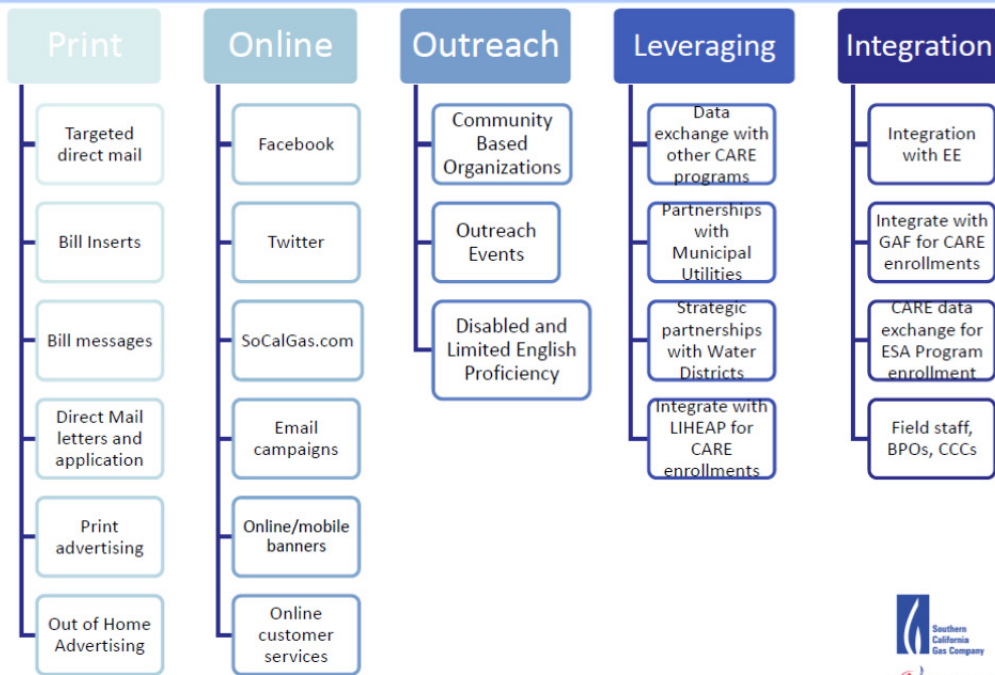 Print
Targeted
direct mail
Bill Inserts
Bill messages
Direct Mail
letters and
application
Print
advertising
Out of Home
Advertising
Online
Facebook
Twitter
SoCalGas.com
Email
campaigns
Online/mobile
banners
Online
customer
services
Outreach
Community
Based
Organizations
Outreach
Events
Disabled and
Limited English
Proficiency
Leveraging
Data
exchange with
other CARE
programs
Partnerships
with
Municipal
Utilities
Strategic
partnerships
with Water
Districts
Integrate with
LIHEAP for
CARE
enrollments
Integration
Integration
with EE
Integrate with
GAF for CARE
enrollments
CARE data
exchange for
ESA Program
enrollment
Field staff,
BPOs, CCCs
Southern
California
Gas Company